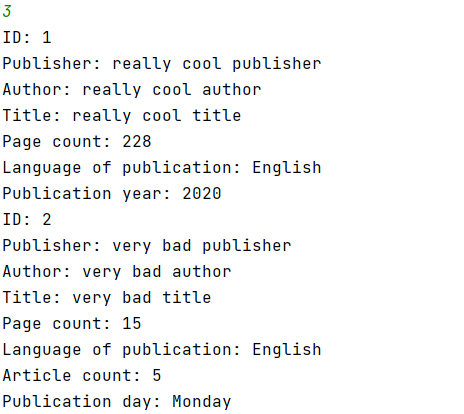 3
ID: 1
Publisher: really cool publisher
Author: really cool author
Title: really cool title
Page count: 228
Language of publication: English
Publication year: 2020
ID: 2
Publisher: very bad publisher
Author: very bad author
Title: very bad title
Page count: 15
Language of publication: English
Article count: 5
Publication day: Monday